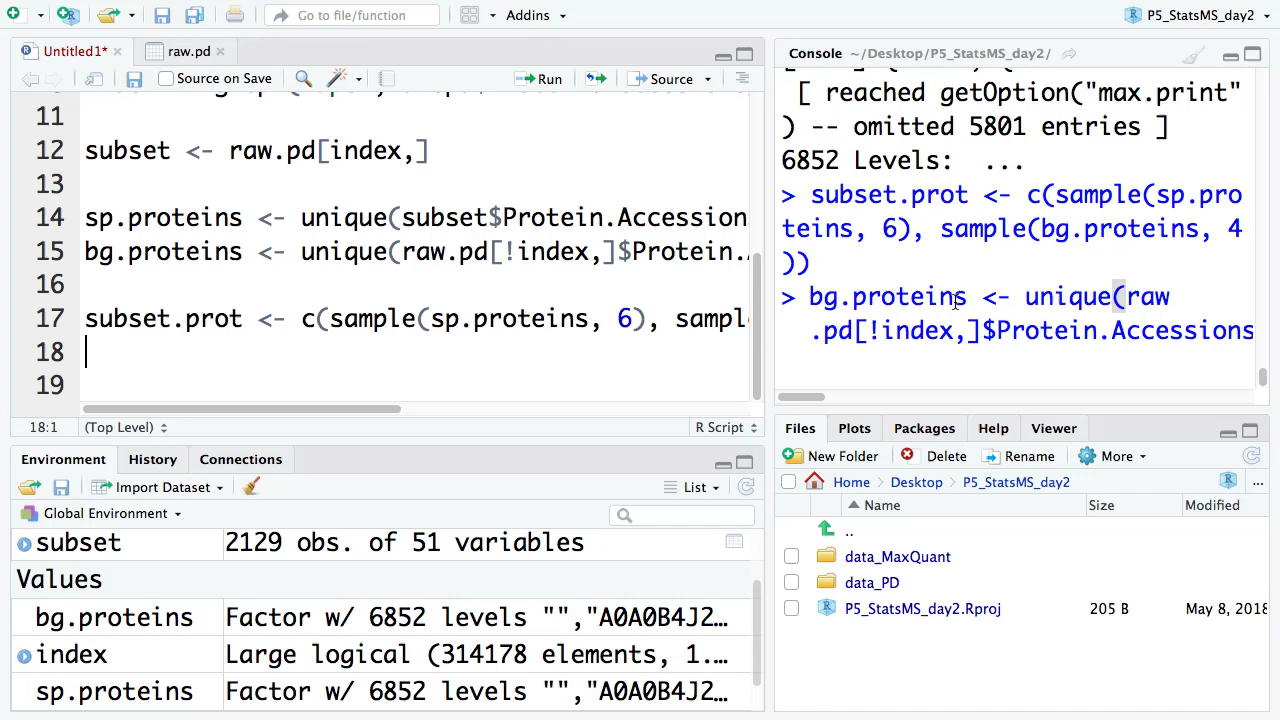 Go to file/function
Addins
P5_StatsMS_day2
Untitled1*
raw.pd
Source on Save
Run
Source
11
12 subset <- raw.pd[index,]
13
14 sp.proteins <- unique(subset$Protein.Accession
15 bg.proteins <- unique(raw.pd[!index,]$Protein.
16
17 subset.prot <- c(sample(sp.proteins, 6), sampl
18
19
18:1 (Top Level) R Script
Environment History Connections
Import Dataset List
Global Environment
subset 2129 obs. of 51 variables
Values
bg.proteins Factor w/ 6852 levels "","A0A0B4J2…
index Large logical (314178 elements, 1.…
sp.proteins Factor w/ 6852 levels "","A0A0B4J2…
Console ~/Desktop/P5_StatsMS_day2/
[ reached getOption("max.print"
) -- omitted 5801 entries ]
6852 Levels:  ...
> subset.prot <- c(sample(sp.pro
teins, 6), sample(bg.proteins, 4
))
> bg.proteins <- unique(raw
.pd[!index,]$Protein.Accessions
Files Plots Packages Help Viewer
New Folder Delete Rename More
Home Desktop P5_StatsMS_day2 ...
Name Size Modified
..
data_MaxQuant
data_PD
P5_StatsMS_day2.Rproj 205 B May 8, 2018